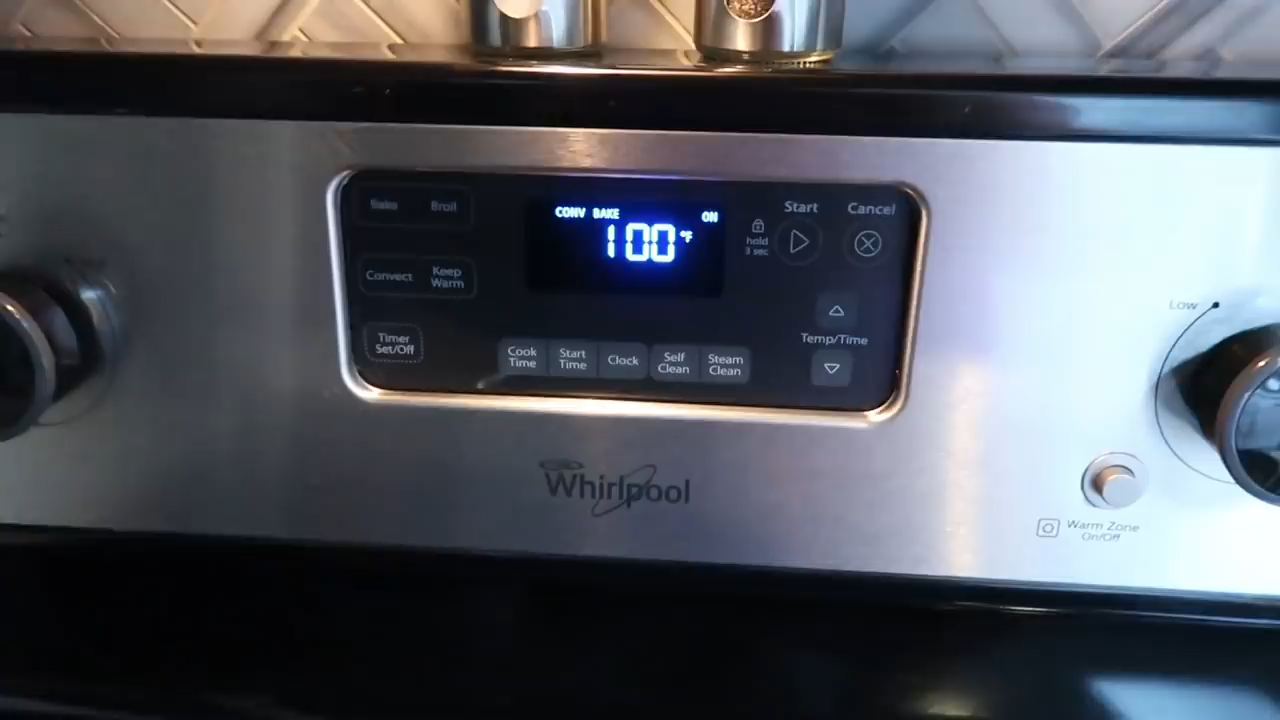 Bake Broil
CONV BAKE ON
100°F
hold
3 sec
Start
Cancel
Convect
Keep
Warm
Timer
Set/Off
Cook
Time
Start
Time
Clock
Self
Clean
Steam
Clean
Temp/Time
Low
Whirlpool
Warm Zone
On/Off